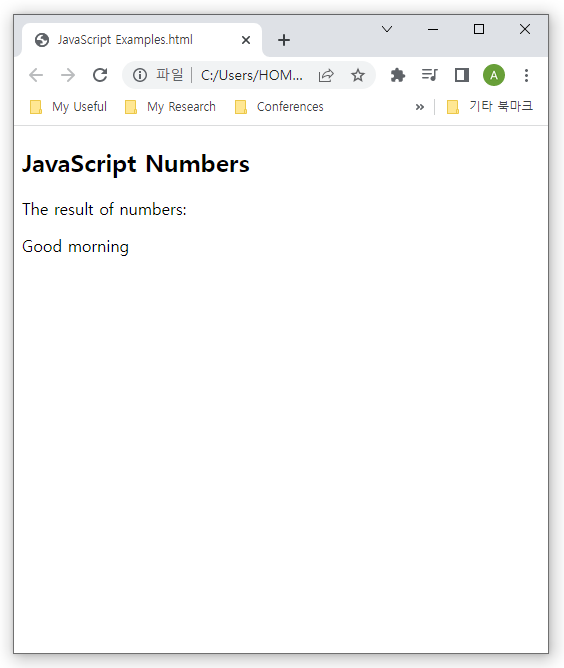 JavaScript Examples.html
파일 C:/Users/HOM...
My Useful My Research Conferences » 기타 북마크
A
JavaScript Numbers
The result of numbers:
Good morning